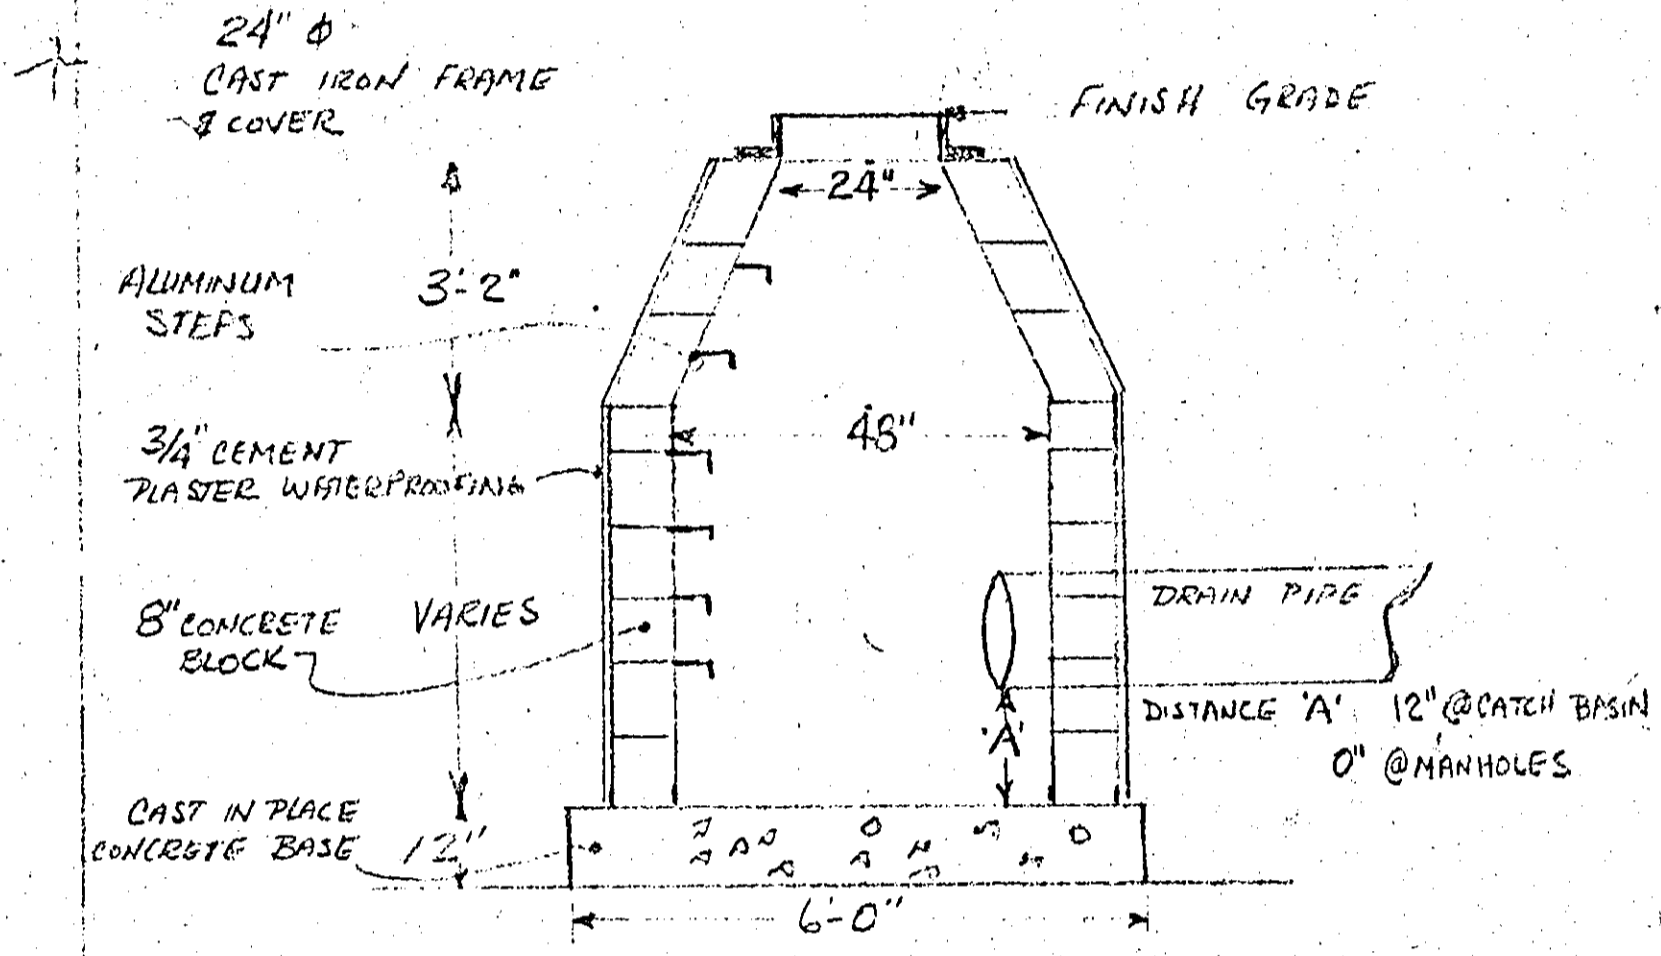 24" ϕ
CAST IRON FRAME
& COVER
FINISH GRADE
24"
ALUMINUM
STEPS
3'-2"
48"
3/4" CEMENT
PLASTER WATERPROOFING
8" CONCRETE
BLOCK
VARIES
DRAIN PIPE
DISTANCE 'A' 12" @ CATCH BASIN
0" @ MANHOLES
'A'
CAST IN PLACE
CONCRETE BASE
12"
6'-0"